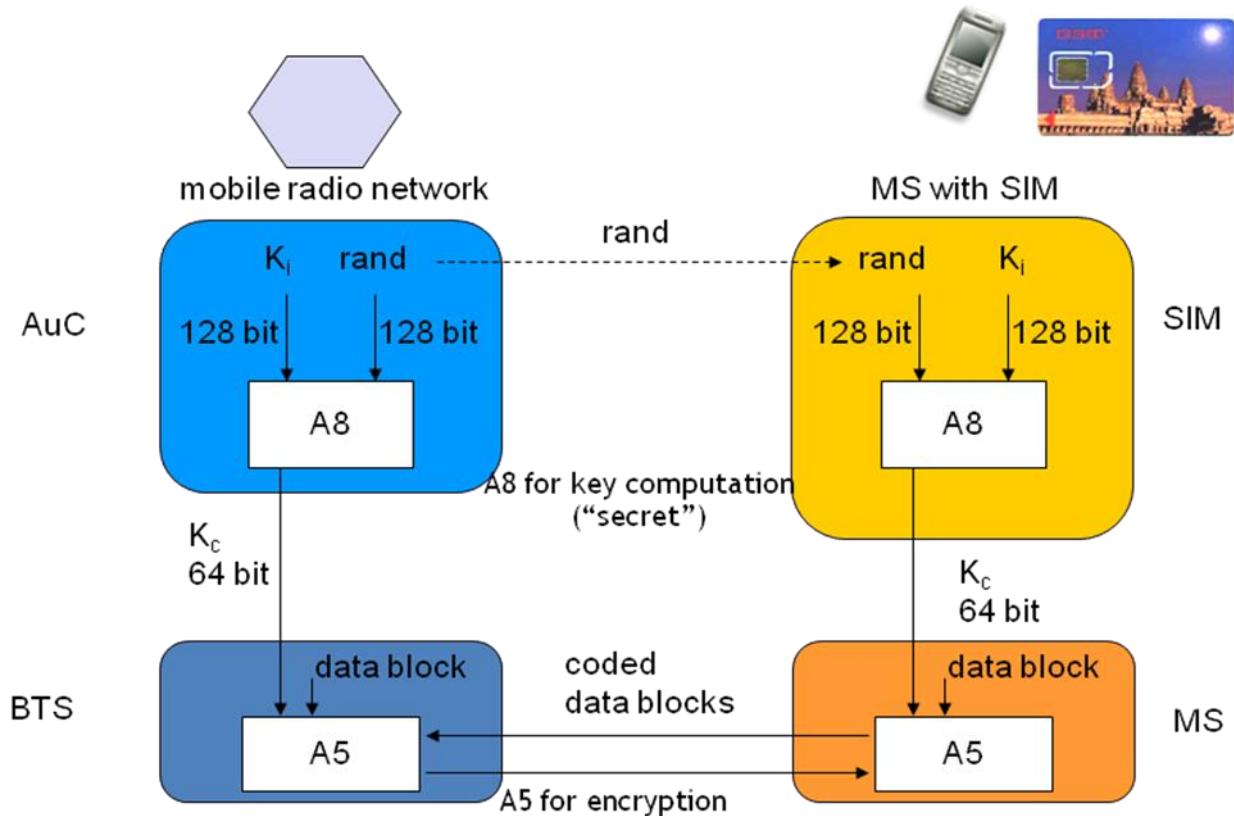 GSM
mobile radio network
MS with SIM
rand
Ki rand
rand Ki
AuC
128 bit 128 bit
128 bit 128 bit
SIM
A8
A8
A8 for key computation
(“secret”)
Kc
64 bit
Kc
64 bit
data block
coded
data blocks
data block
BTS
A5
A5
MS
A5 for encryption